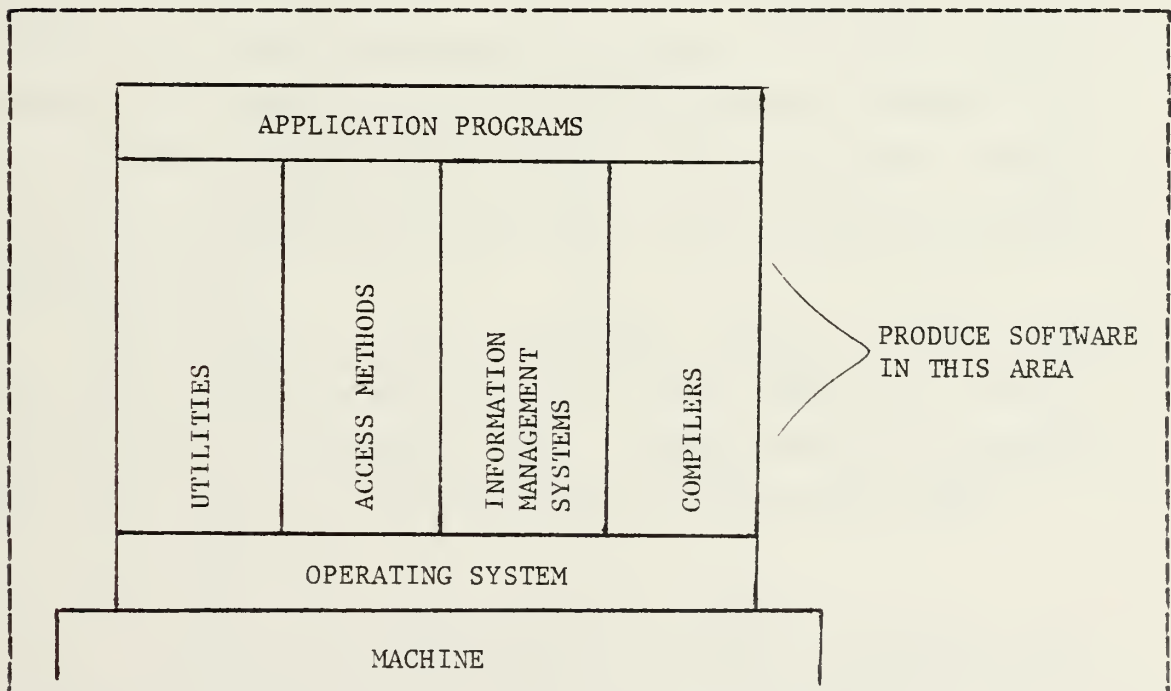 APPLICATION PROGRAMS
UTILITIES
ACCESS METHODS
INFORMATION
MANAGEMENT
SYSTEMS
COMPILERS
PRODUCE SOFTWARE
IN THIS AREA
OPERATING SYSTEM
MACHINE